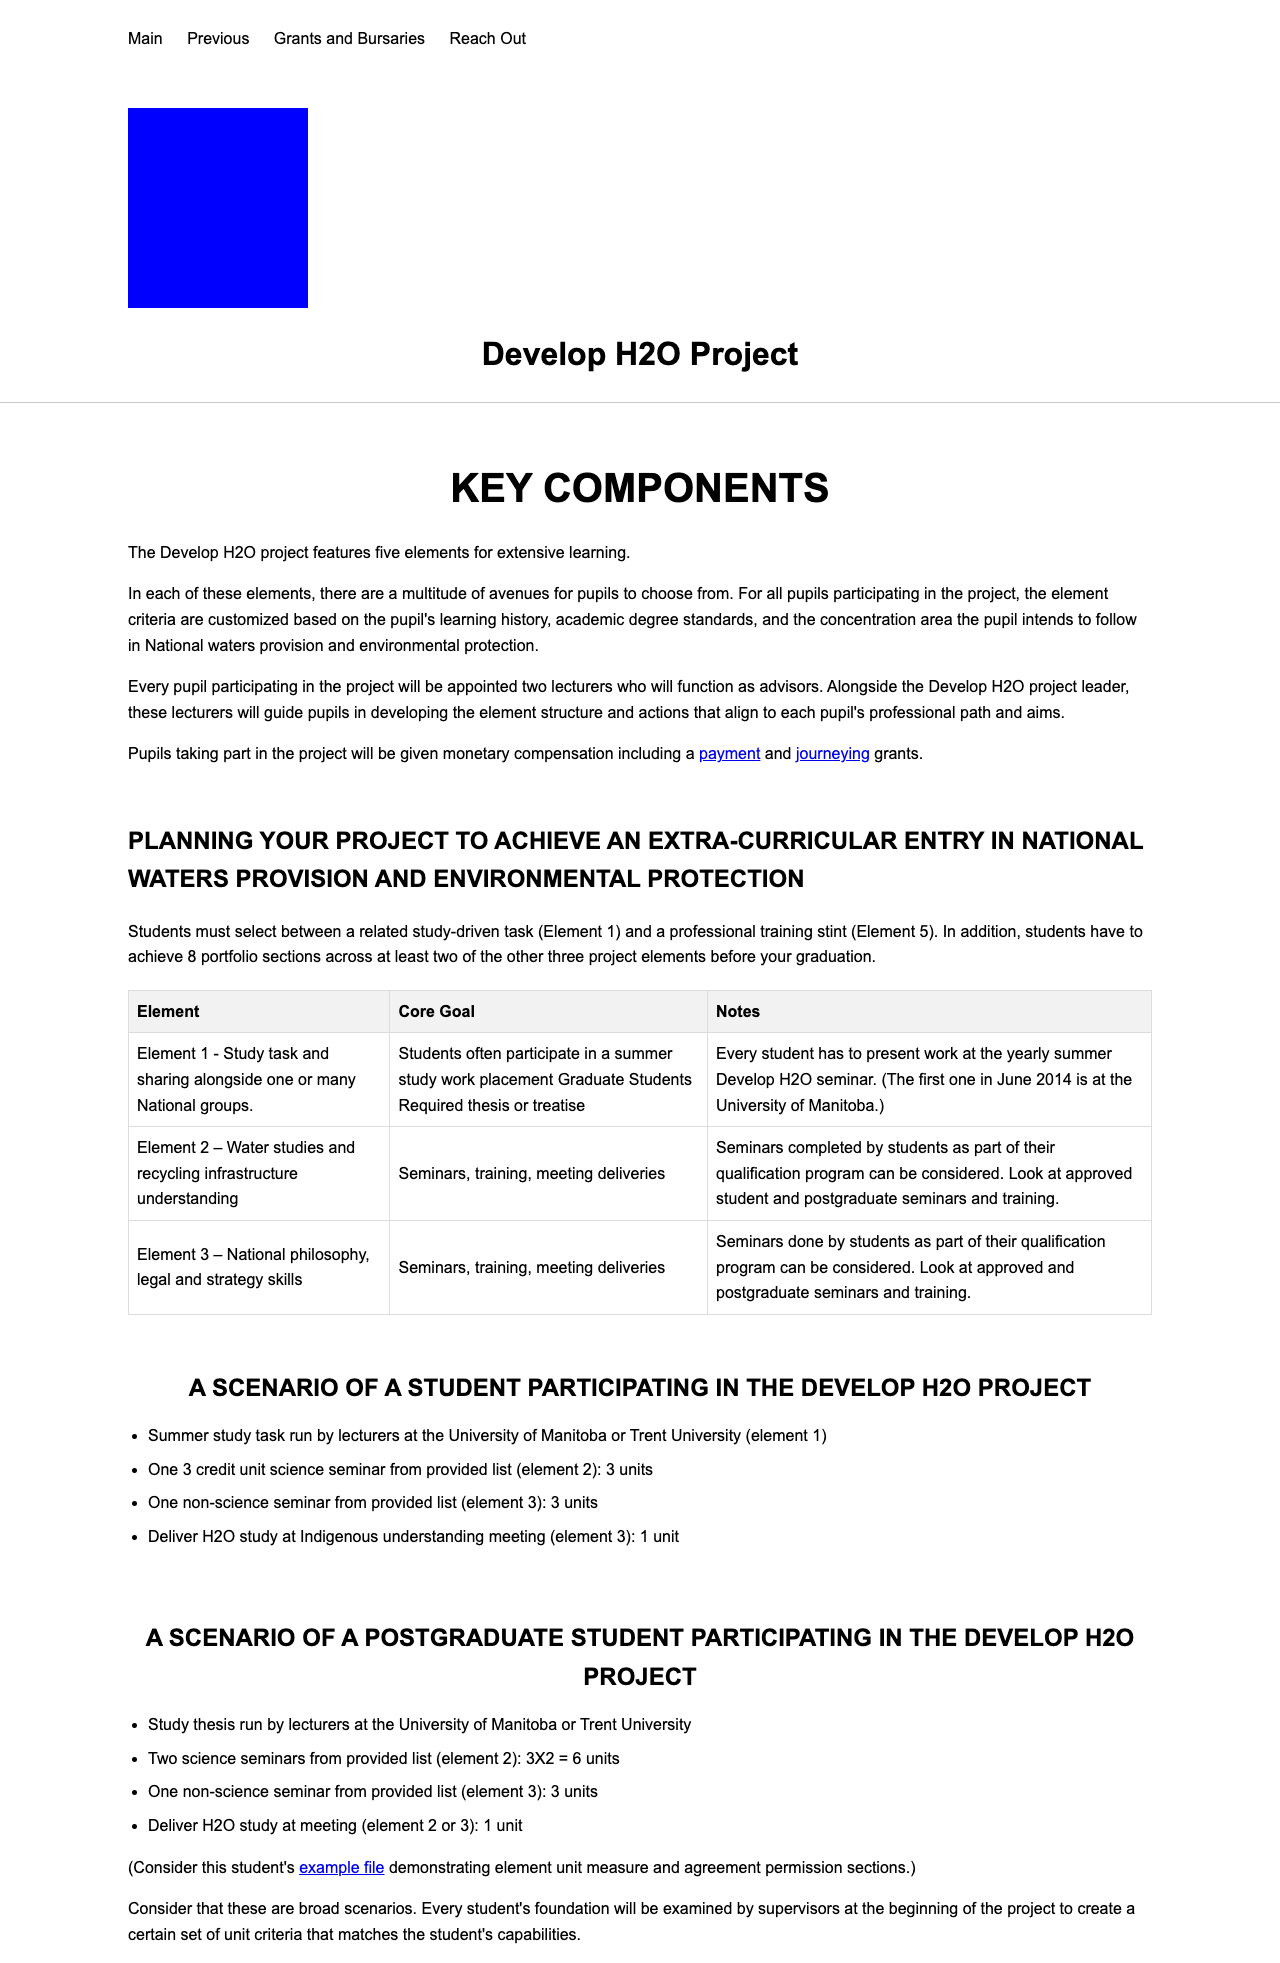 Main Previous Grants and Bursaries Reach Out
Develop H2O Project
KEY COMPONENTS
The Develop H2O project features five elements for extensive learning.
In each of these elements, there are a multitude of avenues for pupils to choose from. For all pupils participating in the project, the element
criteria are customized based on the pupil's learning history, academic degree standards, and the concentration area the pupil intends to follow
in National waters provision and environmental protection.
Every pupil participating in the project will be appointed two lecturers who will function as advisors. Alongside the Develop H2O project leader,
these lecturers will guide pupils in developing the element structure and actions that align to each pupil's professional path and aims.
Pupils taking part in the project will be given monetary compensation including a payment and journeying grants.
PLANNING YOUR PROJECT TO ACHIEVE AN EXTRA-CURRICULAR ENTRY IN NATIONAL
WATERS PROVISION AND ENVIRONMENTAL PROTECTION
Students must select between a related study-driven task (Element 1) and a professional training stint (Element 5). In addition, students have to
achieve 8 portfolio sections across at least two of the other three project elements before your graduation.
Element Core Goal Notes
Element 1 - Study task and
sharing alongside one or many
National groups.
Students often participate in a summer
study work placement Graduate Students
Required thesis or treatise
Every student has to present work at the yearly summer
Develop H2O seminar. (The first one in June 2014 is at the
University of Manitoba.)
Element 2 – Water studies and
recycling infrastructure
understanding
Seminars, training, meeting deliveries
Seminars completed by students as part of their
qualification program can be considered. Look at approved
student and postgraduate seminars and training.
Element 3 – National philosophy,
legal and strategy skills
Seminars, training, meeting deliveries
Seminars done by students as part of their qualification
program can be considered. Look at approved and
postgraduate seminars and training.
A SCENARIO OF A STUDENT PARTICIPATING IN THE DEVELOP H2O PROJECT
• Summer study task run by lecturers at the University of Manitoba or Trent University (element 1)
• One 3 credit unit science seminar from provided list (element 2): 3 units
• One non-science seminar from provided list (element 3): 3 units
• Deliver H2O study at Indigenous understanding meeting (element 3): 1 unit
A SCENARIO OF A POSTGRADUATE STUDENT PARTICIPATING IN THE DEVELOP H2O
PROJECT
• Study thesis run by lecturers at the University of Manitoba or Trent University
• Two science seminars from provided list (element 2): 3X2 = 6 units
• One non-science seminar from provided list (element 3): 3 units
• Deliver H2O study at meeting (element 2 or 3): 1 unit
(Consider this student's example file demonstrating element unit measure and agreement permission sections.)
Consider that these are broad scenarios. Every student's foundation will be examined by supervisors at the beginning of the project to create a
certain set of unit criteria that matches the student's capabilities.